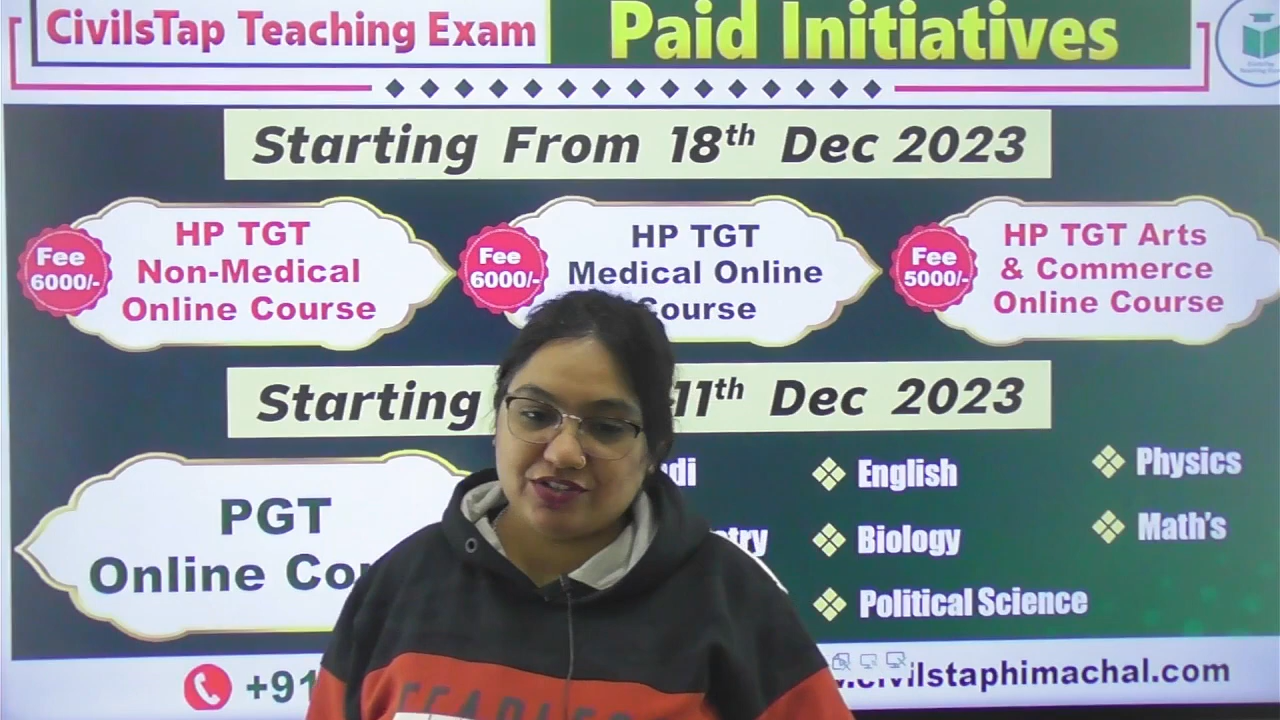 CivilsTap Teaching Exam
Paid Initiatives
Starting From 18th Dec 2023
Fee
6000/-
HP TGT
Non-Medical
Online Course
Fee
6000/-
HP TGT
Medical Online
Course
Fee
5000/-
HP TGT Arts
& Commerce
Online Course
Starting 11th Dec 2023
PGT
Online
English
Physics
Biology
Math's
Political Science
+91
civilstaphimachal.com